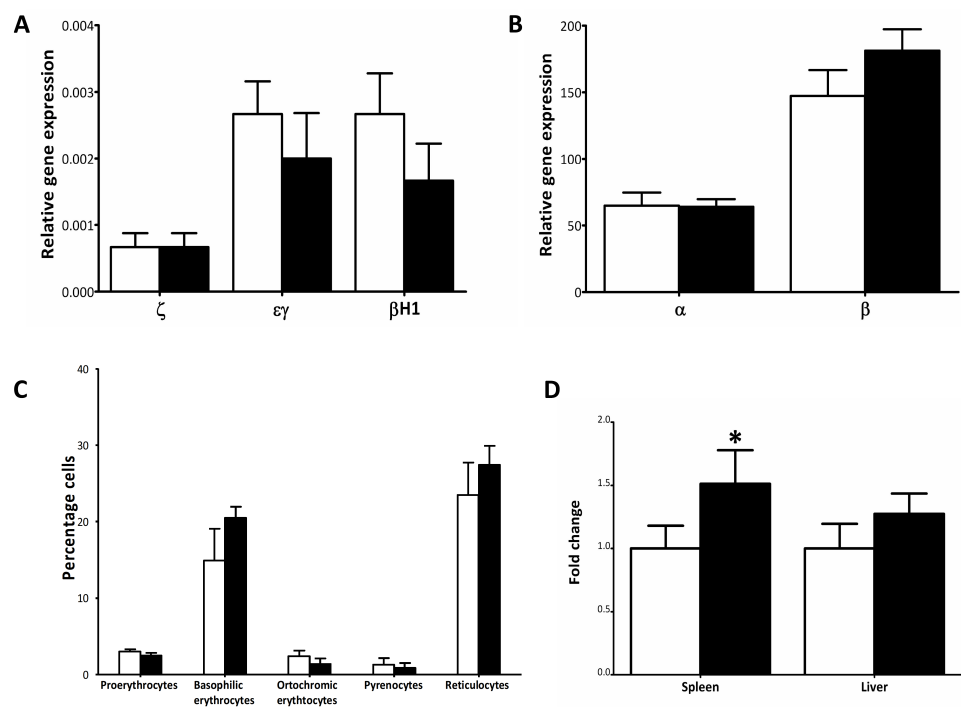 A
Relative gene expression
0.004
0.003
0.002
0.001
0.000
ζ
εγ
βH1
B
Relative gene expression
200
150
100
50
0
α
β
C
Percentage cells
40
30
20
10
0
Proerythrocytes
Basophilic
erythrocytes
Ortochromic
erythtocytes
Pyrenocytes
Reticulocytes
D
Fold change
2.0
1.5
1.0
0.5
0.0
*
Spleen
Liver